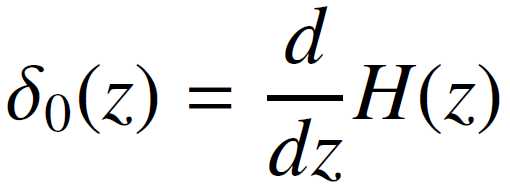 δ₀(z) = d/dz H(z)